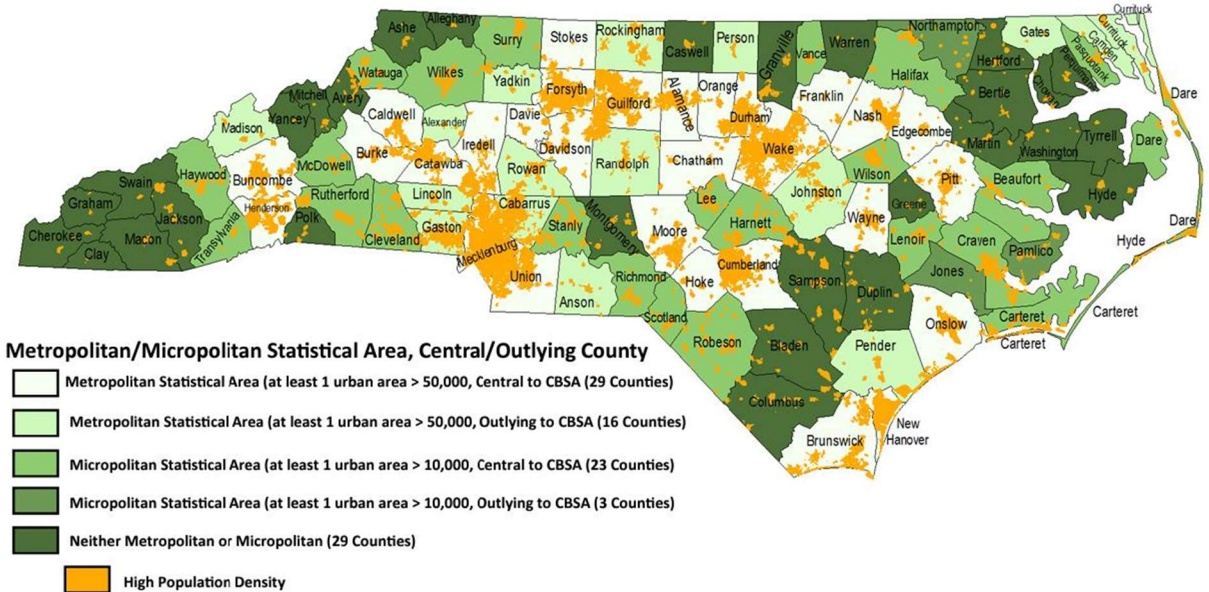 Currituck
Ashe
Alleghany
Surry
Stokes
Rockingham
Caswell
Person
Granville
Vance
Warren
Northampton
Gates
Currituck
Camden
Pasquotank
Perquimans
Chowan
Hertford
Halifax
Bertie
Watauga
Wilkes
Yadkin
Forsyth
Guilford
Alamance
Orange
Durham
Franklin
Nash
Edgecombe
Martin
Washington
Tyrrell
Dare
Dare
Mitchell
Avery
Yancey
Madison
Caldwell
Alexander
Davie
Iredell
Davidson
Randolph
Chatham
Wake
Wilson
Pitt
Beaufort
Hyde
Burke
Catawba
Rowan
McDowell
Buncombe
Haywood
Swain
Graham
Jackson
Cherokee
Macon
Clay
Transylvania
Henderson
Polk
Rutherford
Cleveland
Lincoln
Gaston
Mecklenburg
Cabarrus
Stanly
Montgomery
Moore
Lee
Harnett
Johnston
Wayne
Greene
Lenoir
Craven
Pamlico
Jones
Dare
Hyde
Union
Anson
Richmond
Scotland
Hoke
Cumberland
Sampson
Duplin
Onslow
Carteret
Carteret
Carteret
Robeson
Bladen
Pender
Columbus
Brunswick
New
Hanover
Metropolitan/Micropolitan Statistical Area, Central/Outlying County
Metropolitan Statistical Area (at least 1 urban area > 50,000, Central to CBSA (29 Counties)
Metropolitan Statistical Area (at least 1 urban area > 50,000, Outlying to CBSA (16 Counties)
Micropolitan Statistical Area (at least 1 urban area > 10,000, Central to CBSA (23 Counties)
Micropolitan Statistical Area (at least 1 urban area > 10,000, Outlying to CBSA (3 Counties)
Neither Metropolitan or Micropolitan (29 Counties)
High Population Density